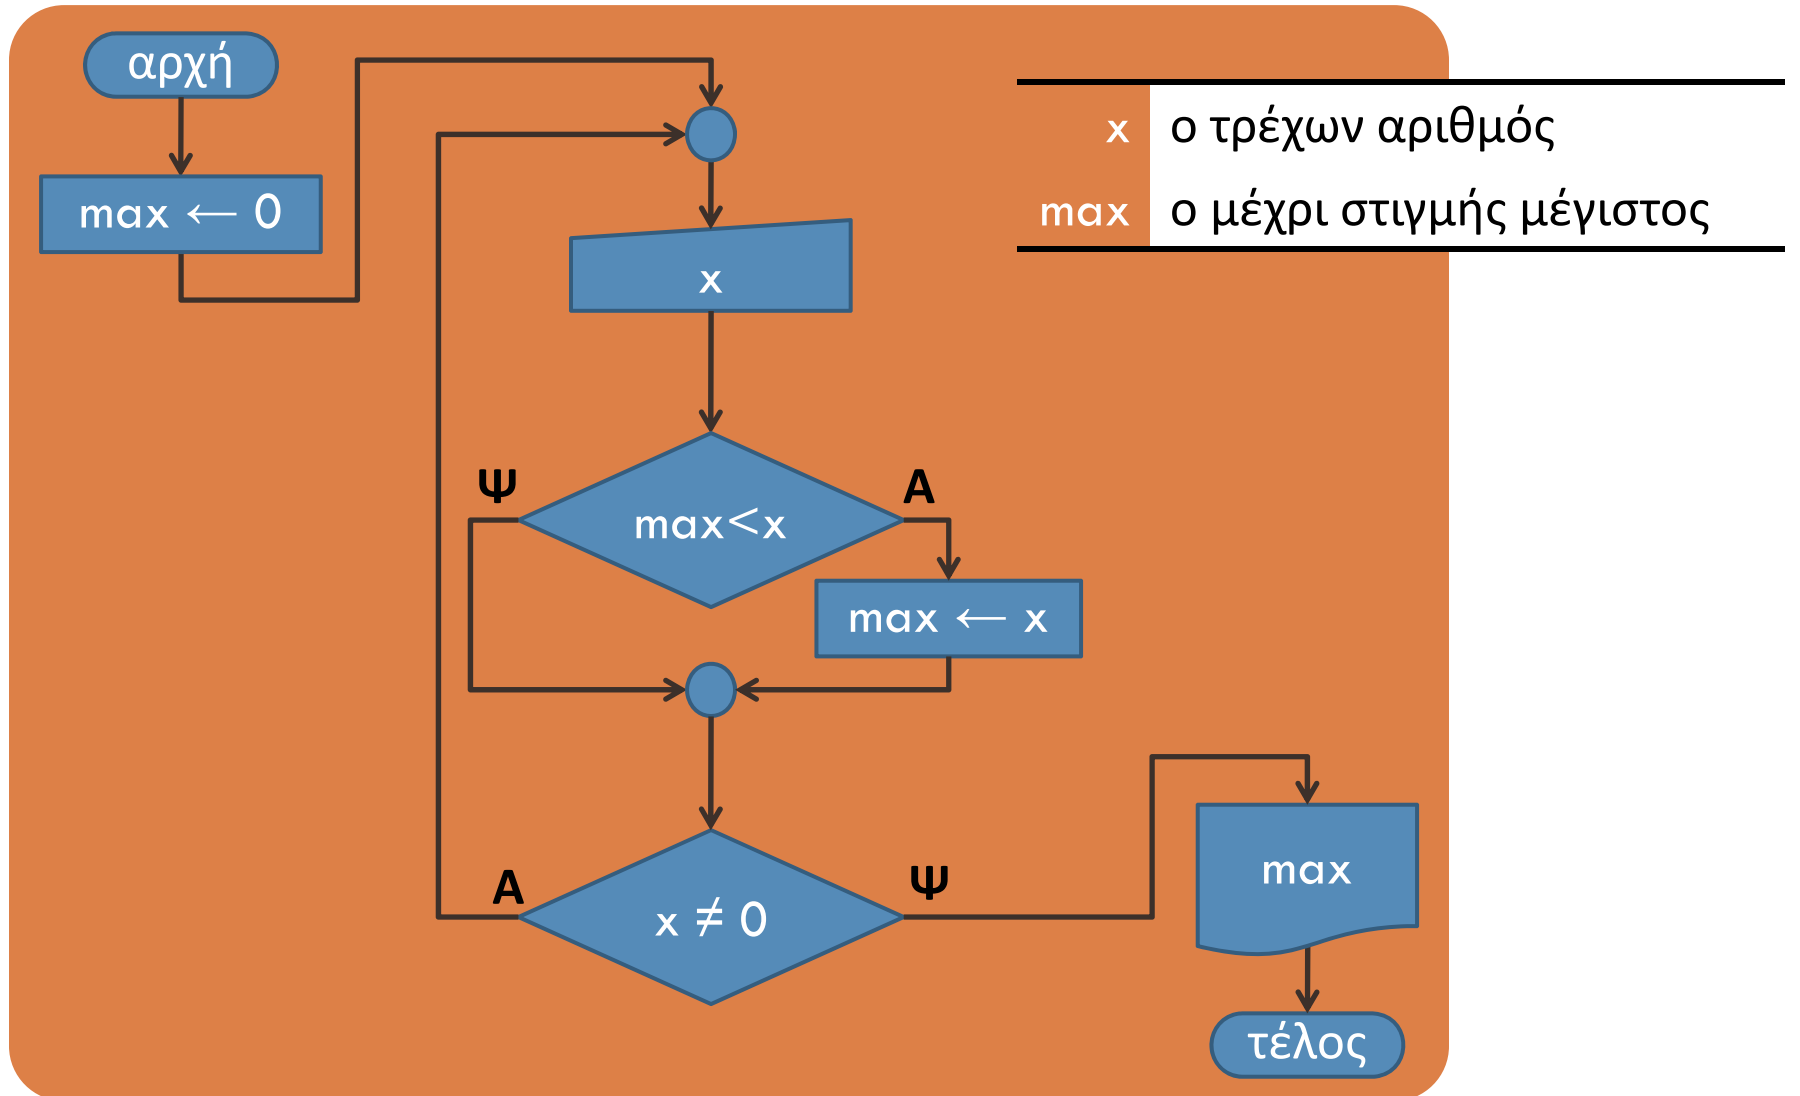 αρχή
max ← 0
x ο τρέχων αριθμός
max ο μέχρι στιγμής μέγιστος
x
Ψ
A
max<x
max ← x
A
Ψ
x ≠ 0
max
τέλος